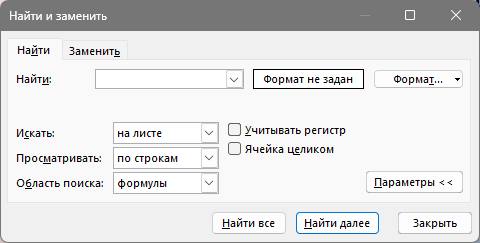 Найти и заменить
Найти Заменить
Найти: Формат не задан Формат...
Искать: на листе Учитывать регистр
Просматривать: по строкам Ячейка целиком
Область поиска: формулы Параметры <<
Найти все Найти далее Закрыть